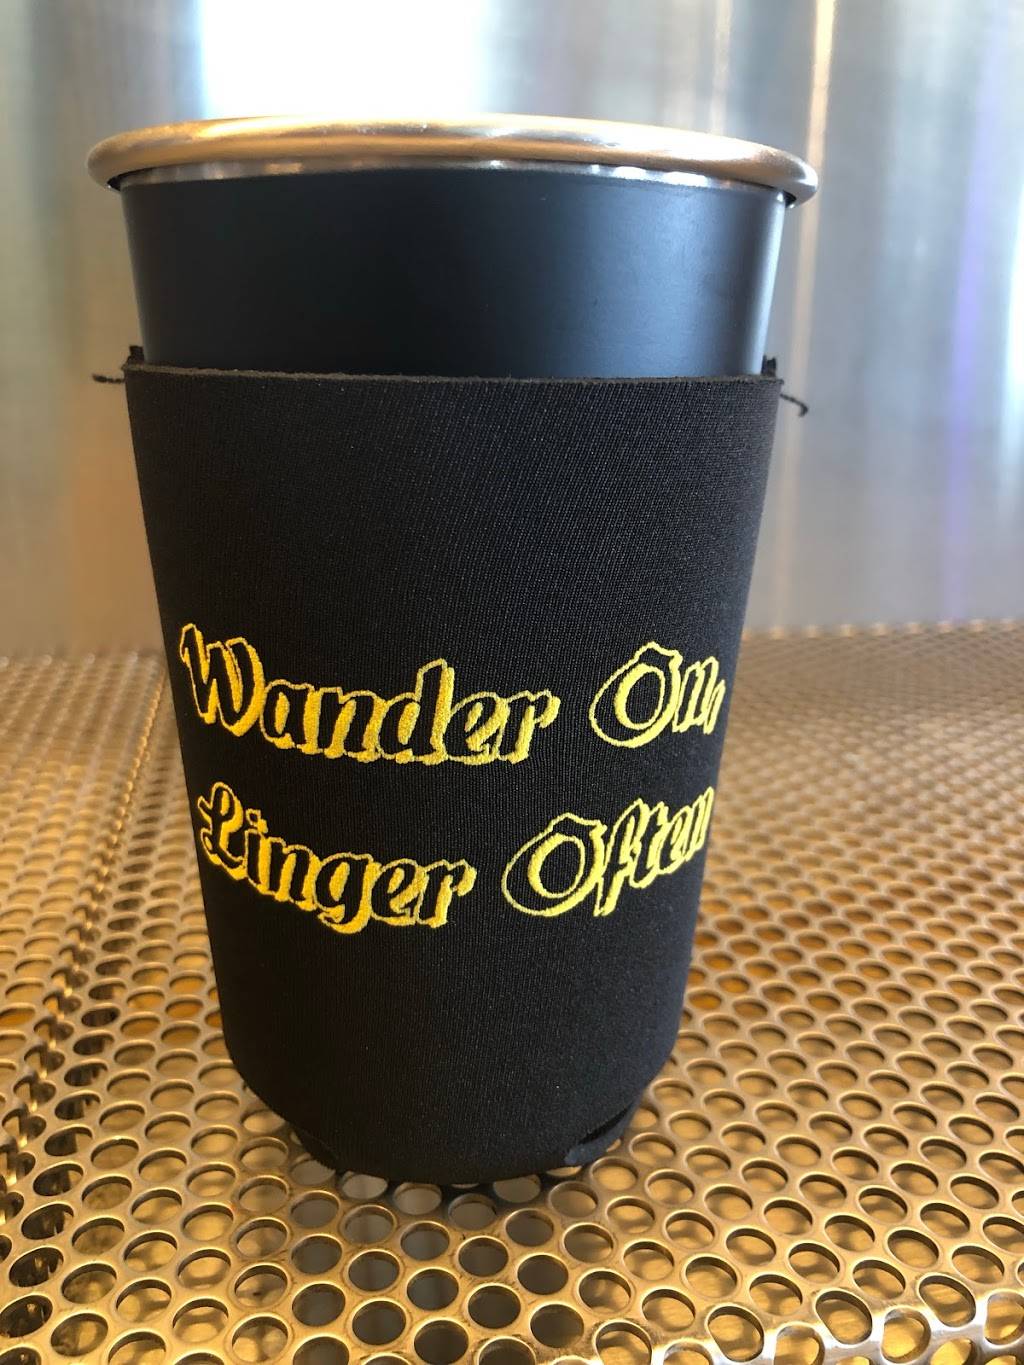 Wander On,
Linger Often